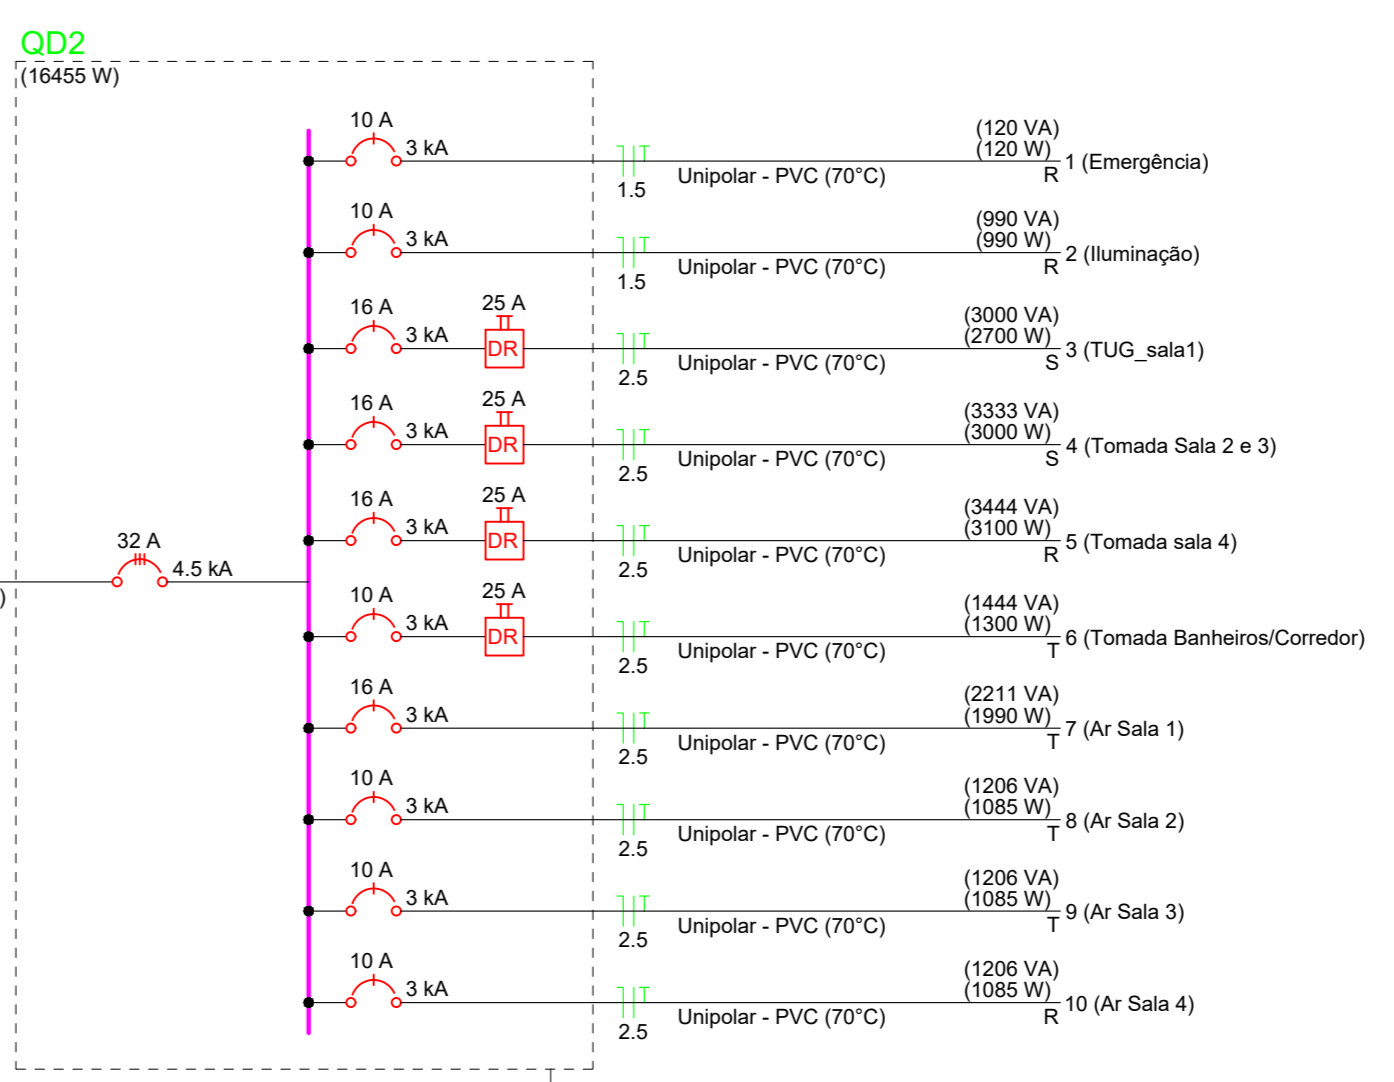 QD2
(16455 W)
10 A
3 kA
1.5
Unipolar - PVC (70°C)
(120 VA)
(120 W)
R
1 (Emergência)
10 A
3 kA
1.5
Unipolar - PVC (70°C)
(990 VA)
(990 W)
R
2 (Iluminação)
16 A
3 kA
25 A
DR
2.5
Unipolar - PVC (70°C)
(3000 VA)
(2700 W)
S
3 (TUG_sala1)
16 A
3 kA
25 A
DR
2.5
Unipolar - PVC (70°C)
(3333 VA)
(3000 W)
S
4 (Tomada Sala 2 e 3)
16 A
3 kA
25 A
DR
2.5
Unipolar - PVC (70°C)
(3444 VA)
(3100 W)
R
5 (Tomada sala 4)
32 A
4.5 kA
)
10 A
3 kA
25 A
DR
2.5
Unipolar - PVC (70°C)
(1444 VA)
(1300 W)
T
6 (Tomada Banheiros/Corredor)
16 A
3 kA
2.5
Unipolar - PVC (70°C)
(2211 VA)
(1990 W)
T
7 (Ar Sala 1)
10 A
3 kA
2.5
Unipolar - PVC (70°C)
(1206 VA)
(1085 W)
T
8 (Ar Sala 2)
10 A
3 kA
2.5
Unipolar - PVC (70°C)
(1206 VA)
(1085 W)
T
9 (Ar Sala 3)
10 A
3 kA
2.5
Unipolar - PVC (70°C)
(1206 VA)
(1085 W)
R
10 (Ar Sala 4)